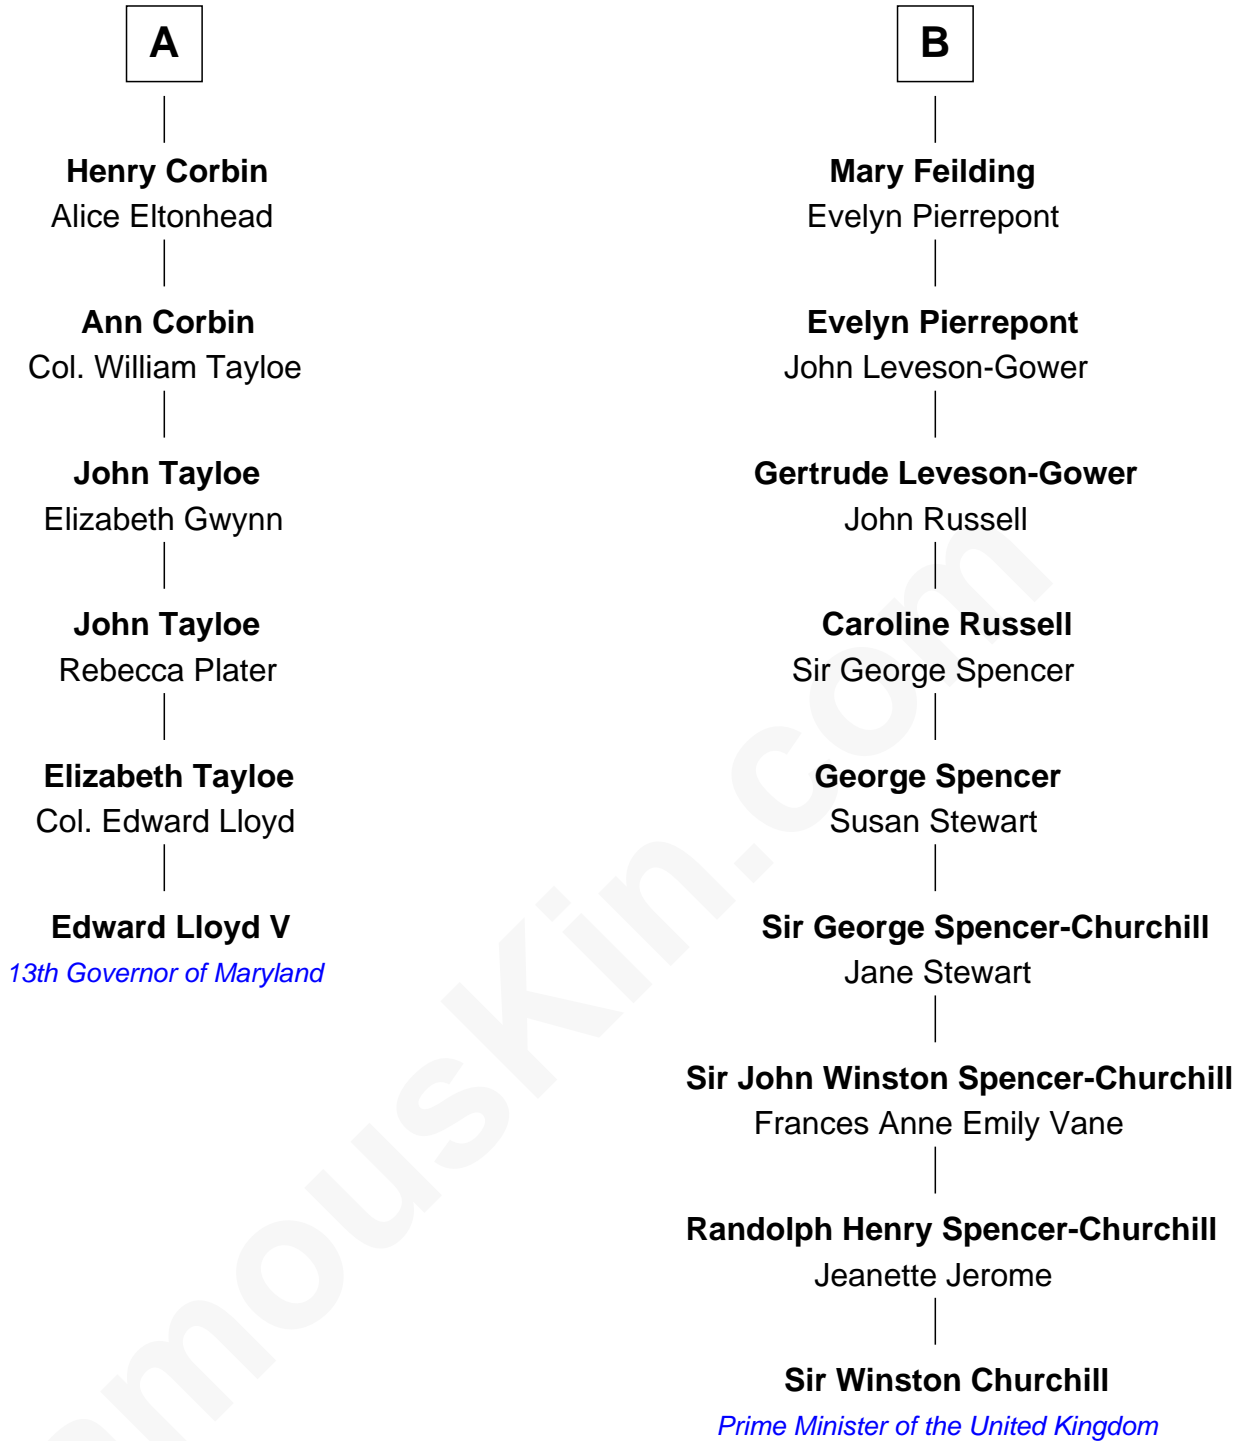 A
Henry Corbin
Alice Eltonhead
Ann Corbin
Col. William Tayloe
John Tayloe
Elizabeth Gwynn
John Tayloe
Rebecca Plater
Elizabeth Tayloe
Col. Edward Lloyd
Edward Lloyd V
13th Governor of Maryland
B
Mary Feilding
Evelyn Pierrepont
Evelyn Pierrepont
John Leveson-Gower
Gertrude Leveson-Gower
John Russell
Caroline Russell
Sir George Spencer
George Spencer
Susan Stewart
Sir George Spencer-Churchill
Jane Stewart
Sir John Winston Spencer-Churchill
Frances Anne Emily Vane
Randolph Henry Spencer-Churchill
Jeanette Jerome
Sir Winston Churchill
Prime Minister of the United Kingdom
amousKin.com